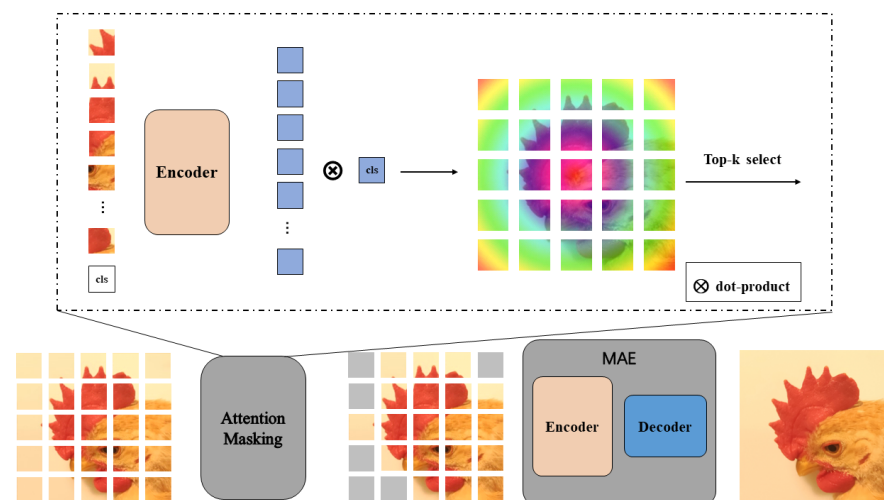 Encoder
cls
cls
Top-k select
⊗ dot-product
Attention
Masking
MAE
Encoder
Decoder